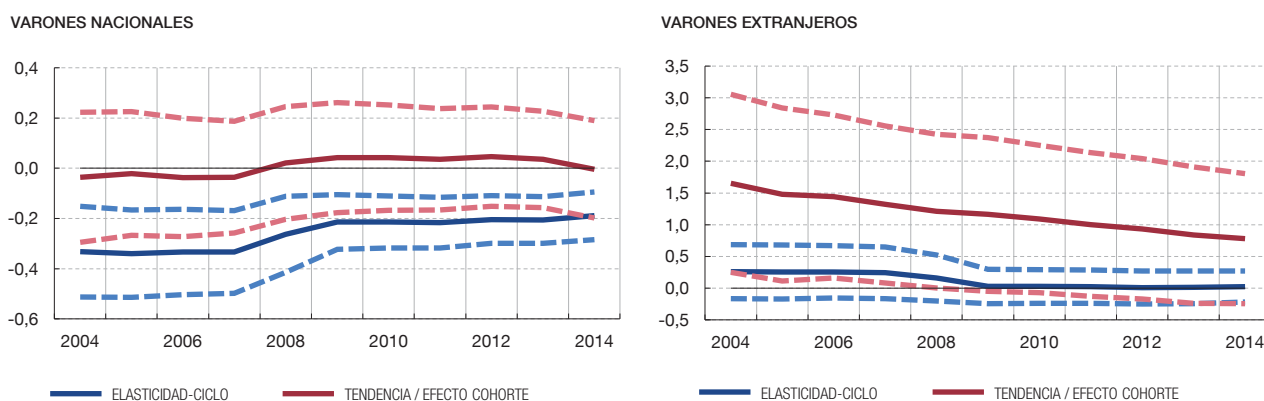 VARONES NACIONALES
0,4
0,2
0,0
-0,2
-0,4
-0,6
2004 2006 2008 2010 2012 2014
ELASTICIDAD-CICLO TENDENCIA / EFECTO COHORTE
VARONES EXTRANJEROS
3,5
3,0
2,5
2,0
1,5
1,0
0,5
0,0
-0,5
2004 2006 2008 2010 2012 2014
ELASTICIDAD-CICLO TENDENCIA / EFECTO COHORTE